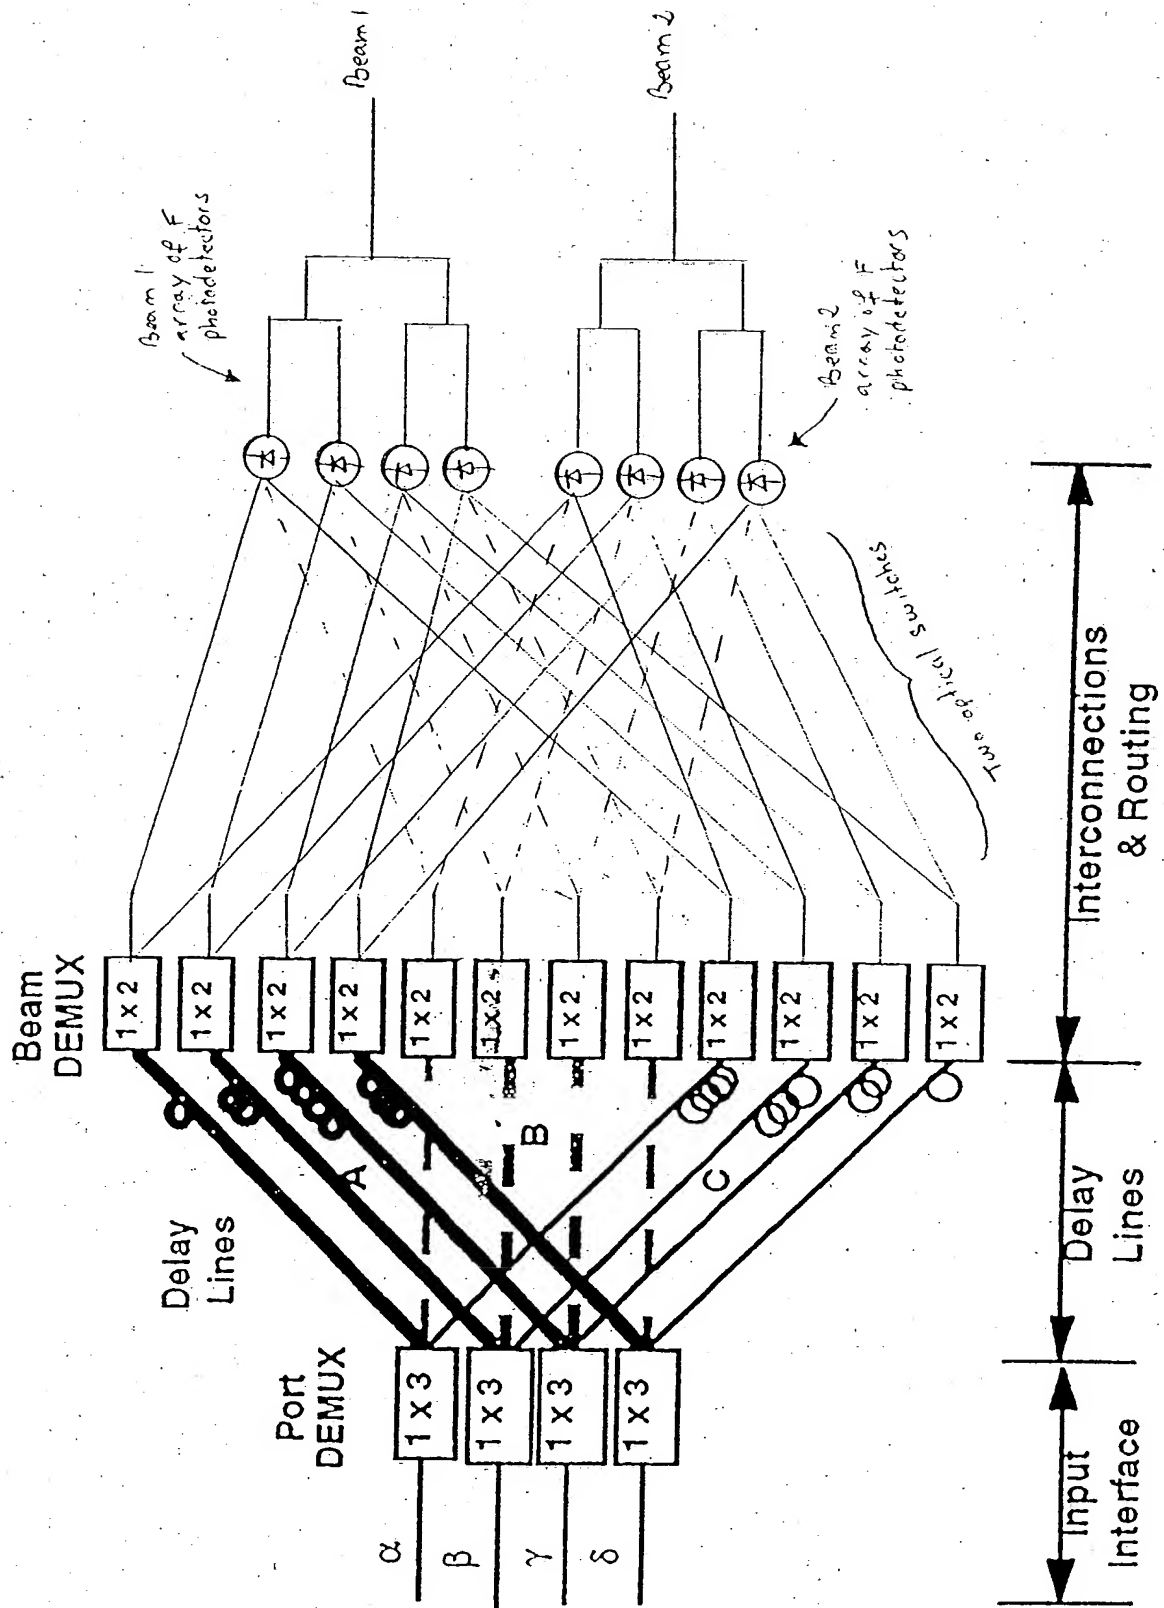 Beam 1
Beam 2
Beam 1
array of F
photodetectors
Beam 2
array of F
photodetectors
Two optical switches
Beam
DEMUX
1 x 2
1 x 2
1 x 2
1 x 2
1 x 2
1 x 2
1 x 2
1 x 2
1 x 2
1 x 2
1 x 2
1 x 2
Delay
Lines
A
B
C
Port
DEMUX
1 x 3
1 x 3
1 x 3
1 x 3
α
β
γ
δ
Input
Interface
Delay
Lines
Interconnections
& Routing